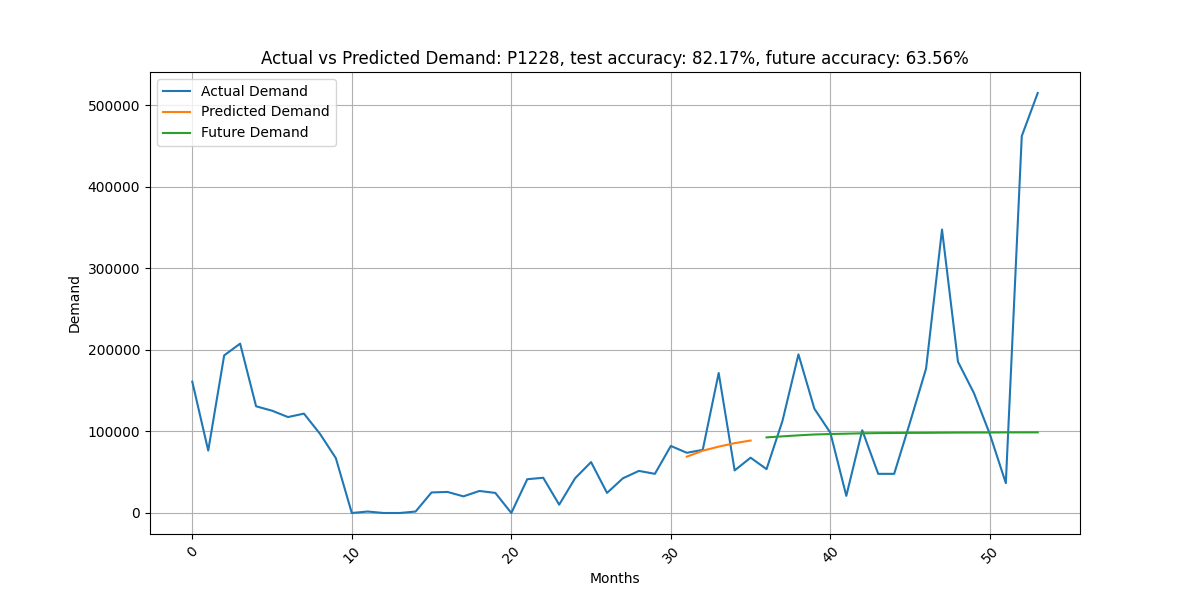 Actual vs Predicted Demand: P1228, test accuracy: 82.17%, future accuracy: 63.56%
Actual Demand
Predicted Demand
Future Demand
500000
400000
300000
200000
100000
0
Demand
0
10
20
30
40
50
Months